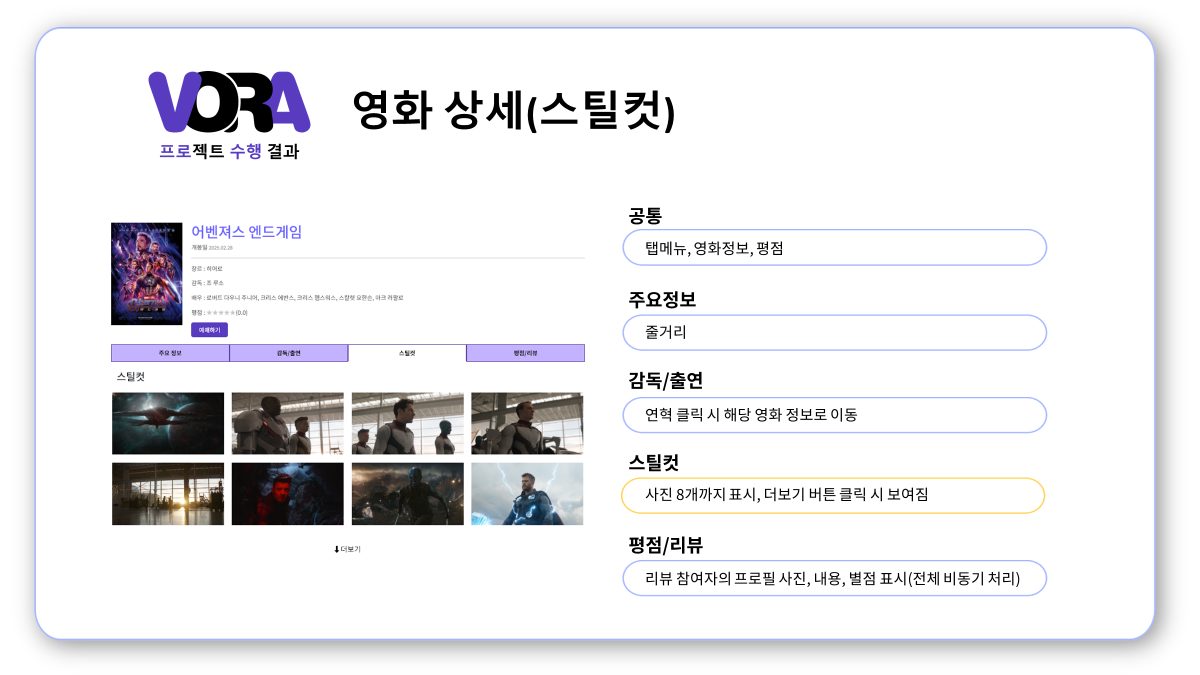 VORA
프로젝트 수행 결과
영화 상세(스틸컷)
어벤져스 엔드게임
개봉일 2025.02.28
장르 : 히어로
감독 : 조 루소
배우 : 로버트 다우니 주니어, 크리스 에반스, 크리스 헴스워스, 스칼렛 요한슨, 마크 러팔로
평점 : ★★★★★(0.0)
예매하기
주요 정보
감독/출연
스틸컷
평점/리뷰
스틸컷
⬇더보기
공통
탭메뉴, 영화정보, 평점
주요정보
줄거리
감독/출연
연혁 클릭 시 해당 영화 정보로 이동
스틸컷
사진 8개까지 표시, 더보기 버튼 클릭 시 보여짐
평점/리뷰
리뷰 참여자의 프로필 사진, 내용, 별점 표시(전체 비동기 처리)